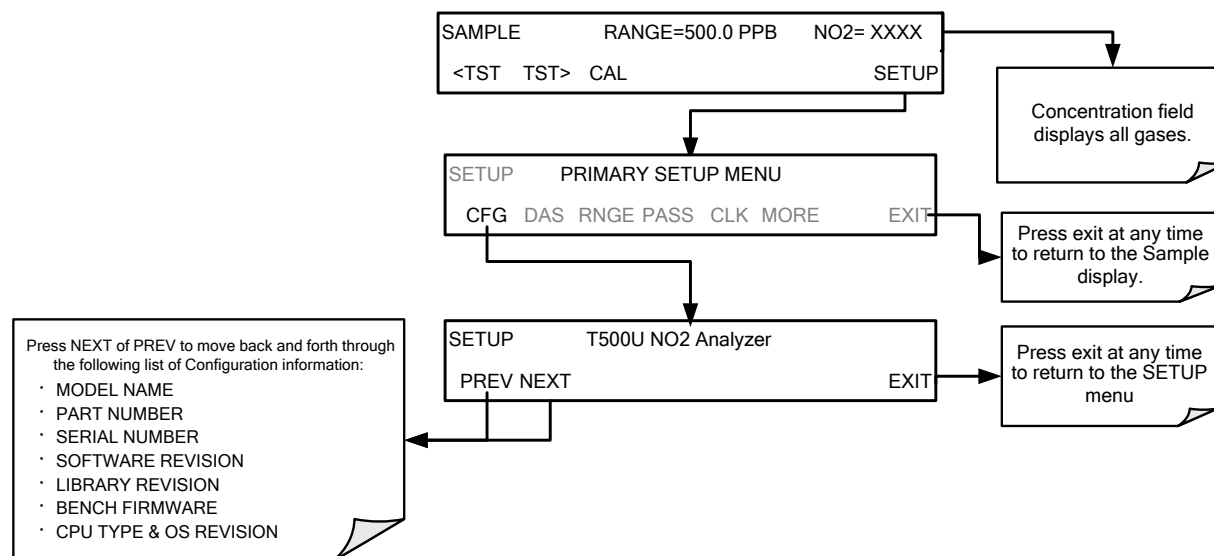 SAMPLE RANGE=500.0 PPB NO2= XXXX
<TST TST> CAL SETUP
Concentration field
displays all gases.
SETUP PRIMARY SETUP MENU
CFG DAS RNGE PASS CLK MORE EXIT
Press exit at any time
to return to the Sample
display.
SETUP T500U NO2 Analyzer
PREV NEXT EXIT
Press exit at any time
to return to the SETUP
menu
Press NEXT of PREV to move back and forth through
the following list of Configuration information:
· MODEL NAME
· PART NUMBER
· SERIAL NUMBER
· SOFTWARE REVISION
· LIBRARY REVISION
· BENCH FIRMWARE
· CPU TYPE & OS REVISION